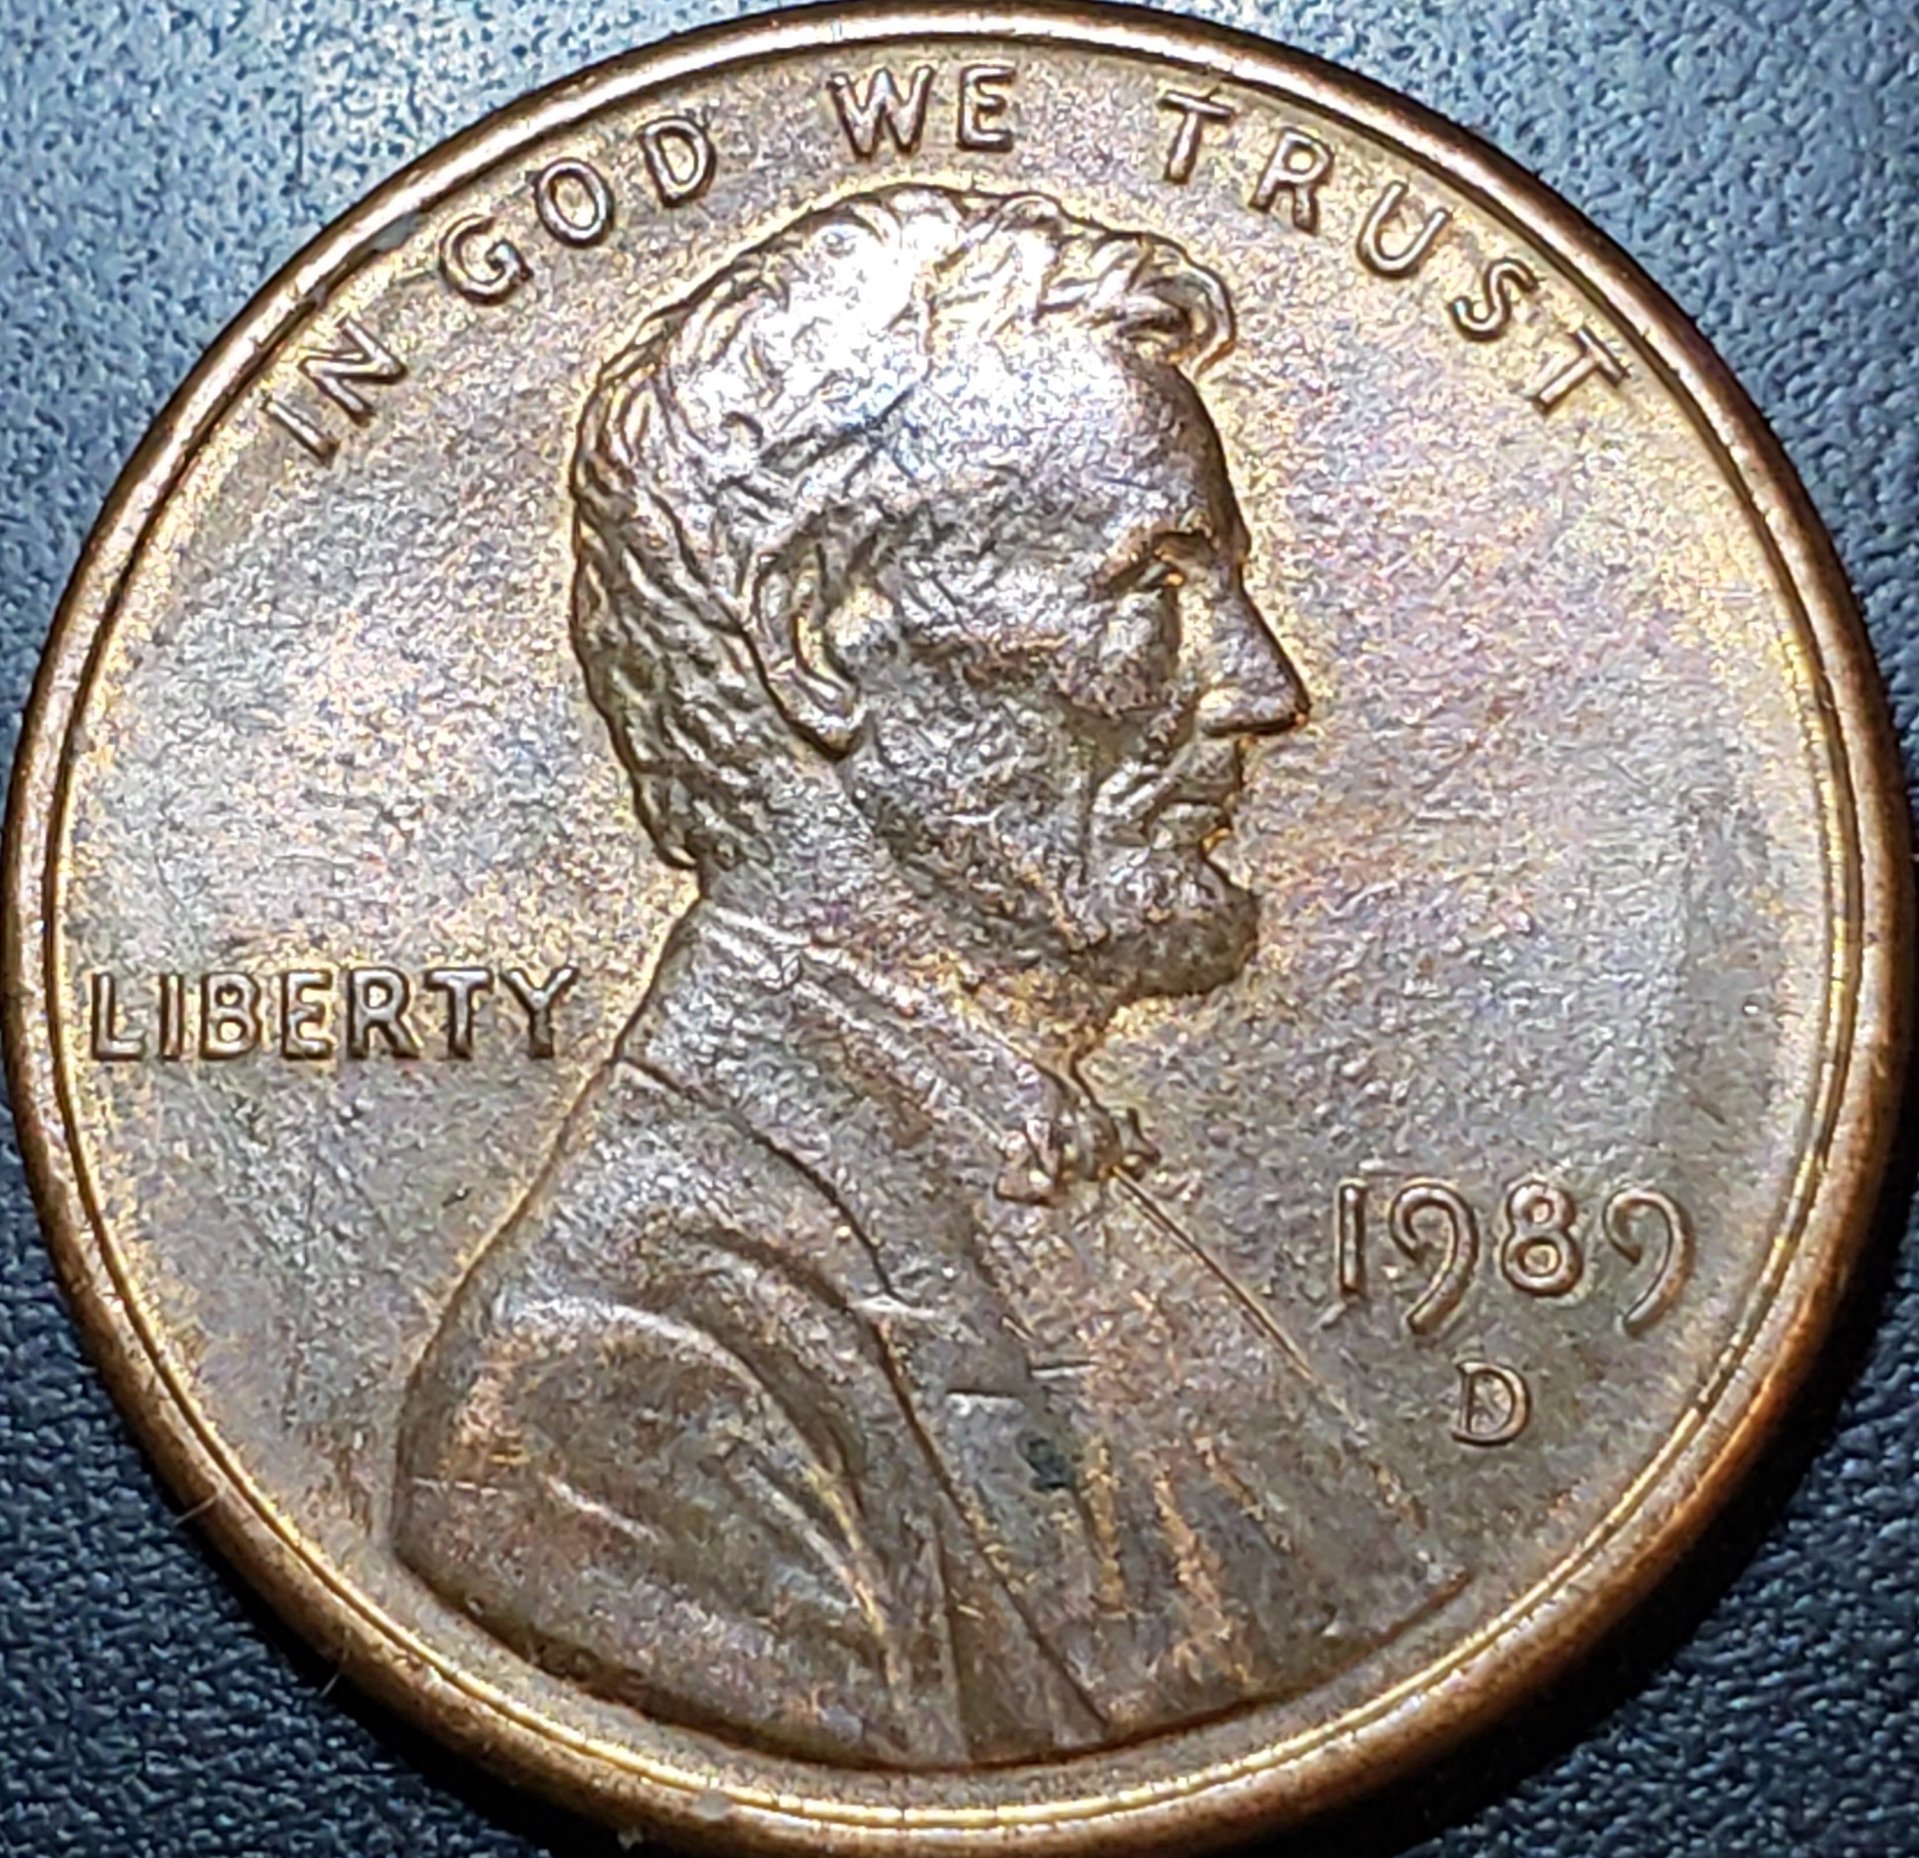 IN GOD WE TRUST
LIBERTY
1989
D